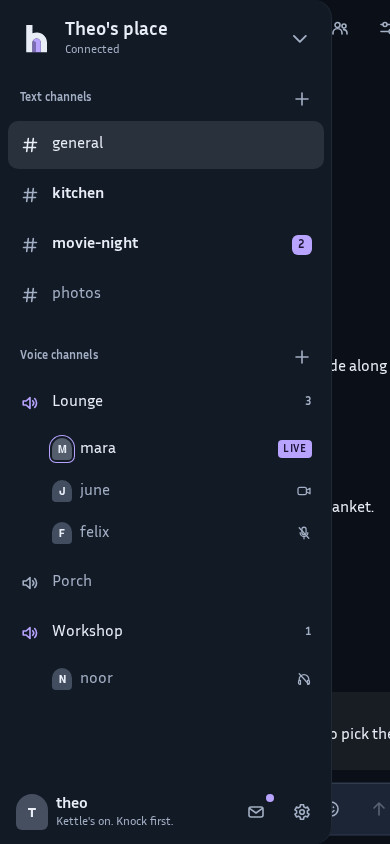 Theo's place
Connected
Text channels
general
kitchen
movie-night
2
photos
de along
Voice channels
Lounge
3
M
mara
LIVE
J
june
anket.
F
felix
Porch
Workshop
1
N
noor
pick the
T
theo
Kettle's on. Knock first.